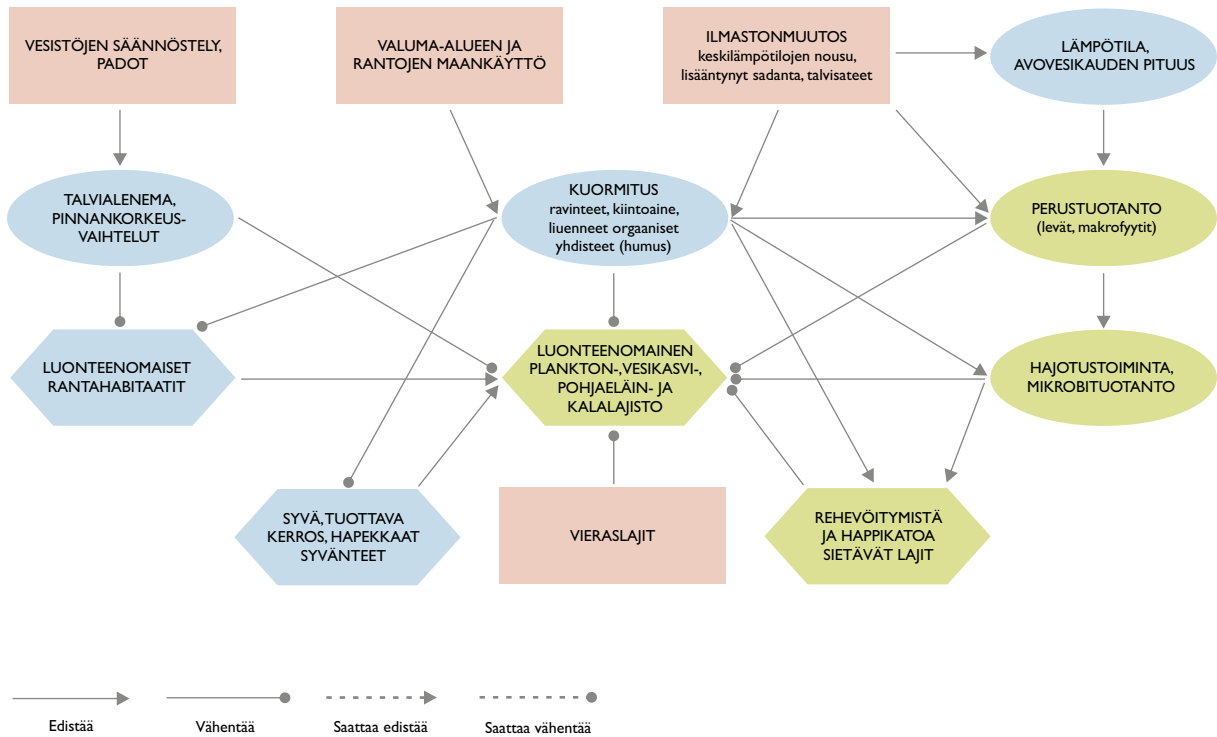 VESISTÖJEN SÄÄNNÖSTELY,
PADOT
VALUMA-ALUEEN JA
RANTOJEN MAANKÄYTTÖ
ILMASTONMUUTOS
keskilämpötilojen nousu,
lisääntynyt sadanta, talvisateet
LÄMPÖTILA,
AVOVESIKAUDEN PITUUS
TALVIALENEMA,
PINNANKORKEUS-
VAIHTELUT
KUORMITUS
ravinteet, kiintoaine,
liuenneet orgaaniset
yhdisteet (humus)
PERUSTUOTANTO
(levät, makrofyytit)
LUONTEENOMAISET
RANTAHABITAATIT
LUONTEENOMAINEN
PLANKTON-, VESIKASVI-,
POHJAELÄIN- JA
KALALAJISTO
HAJOTUSTOIMINTA,
MIKROBITUOTANTO
SYVÄ, TUOTTAVA
KERROS, HAPEKKAAT
SYVÄNTEET
VIERASLAJIT
REHEVÖITYMISTÄ
JA HAPPIKATOA
SIETÄVÄT LAJIT
Edistää
Vähentää
Saattaa edistää
Saattaa vähentää